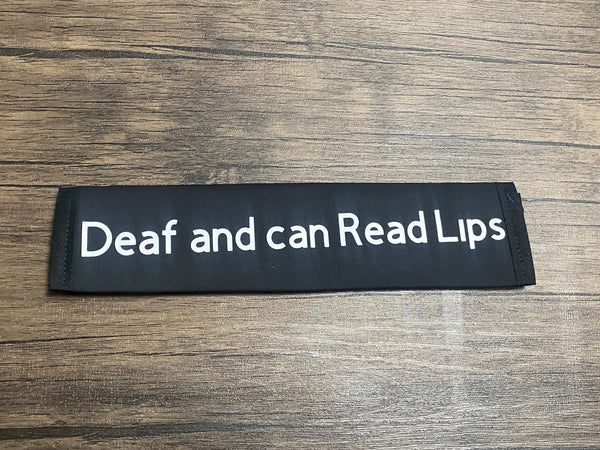 Deaf and can Read Lips